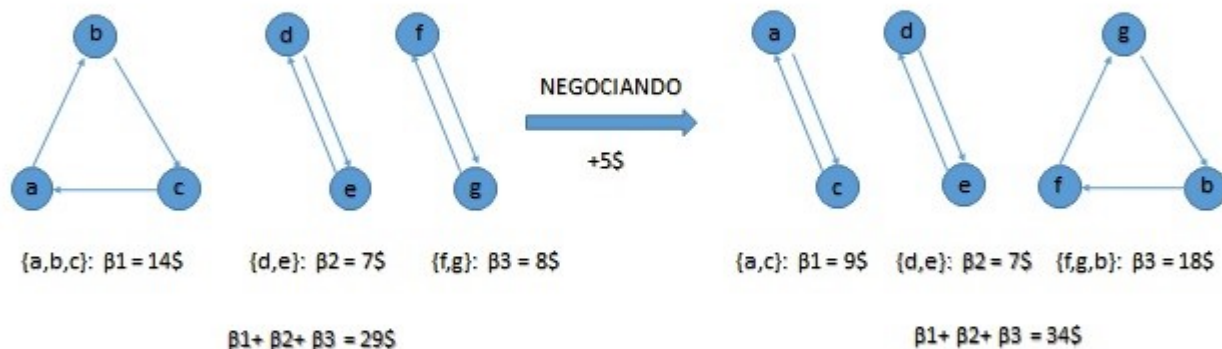 b
d
f
a
c
e
g
{a,b,c}: β1 = 14$
{d,e}: β2 = 7$
{f,g}: β3 = 8$
β1+ β2+ β3 = 29$
NEGOCIANDO
+5$
a
d
g
c
e
f
b
{a,c}: β1 = 9$
{d,e}: β2 = 7$
{f,g,b}: β3 = 18$
β1+ β2+ β3 = 34$